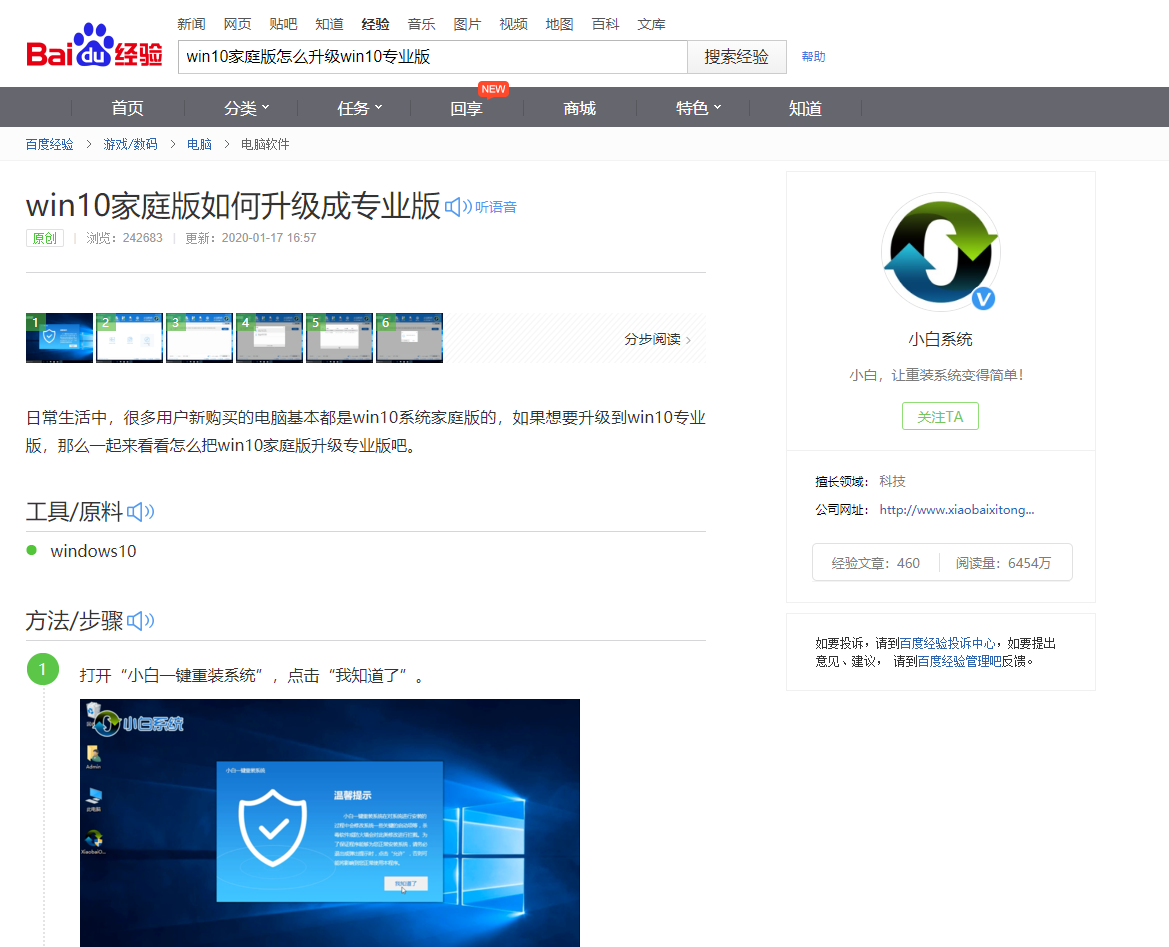 新闻 网页 贴吧 知道 经验 音乐 图片 视频 地图 百科 文库
Bai du 经验
win10家庭版怎么升级win10专业版 搜索经验 帮助
NEW
首页 分类 任务 回享 商城 特色 知道
百度经验 > 游戏/数码 > 电脑 > 电脑软件
win10家庭版如何升级成专业版 听语音
原创 | 浏览：242683 | 更新：2020-01-17 16:57
1 2 3 4 5 6
分步阅读 >
日常生活中，很多用户新购买的电脑基本都是win10系统家庭版的，如果想要升级到win10专业
版，那么一起来看看怎么把win10家庭版升级专业版吧。
工具/原料
windows10
方法/步骤
1 打开“小白一键重装系统”，点击“我知道了”。
小白系统
Admin
此电脑
小白一键重装系统
温馨提示
我知道了
小白系统
小白，让重装系统变得简单！
关注TA
擅长领域： 科技
公司网址： http://www.xiaobaixitong...
经验文章：460 阅读量：6454万
如要投诉，请到百度经验投诉中心，如要提出
意见、建议， 请到百度经验管理吧反馈。